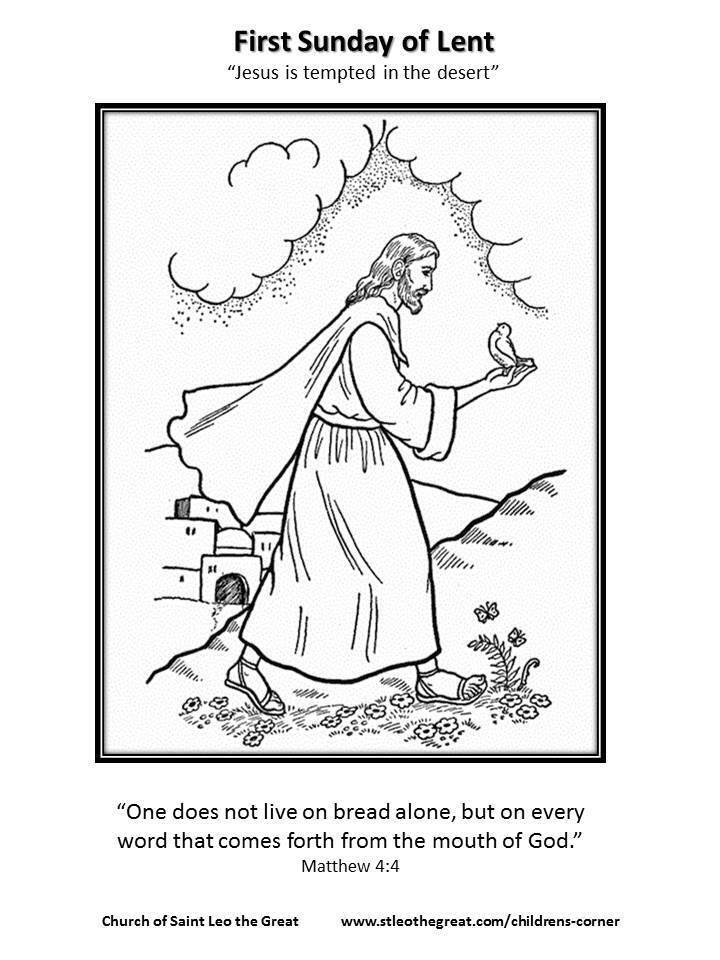 First Sunday of Lent
“Jesus is tempted in the desert”
“One does not live on bread alone, but on every
word that comes forth from the mouth of God.”
Matthew 4:4
Church of Saint Leo the Great www.stleothegreat.com/childrens-corner